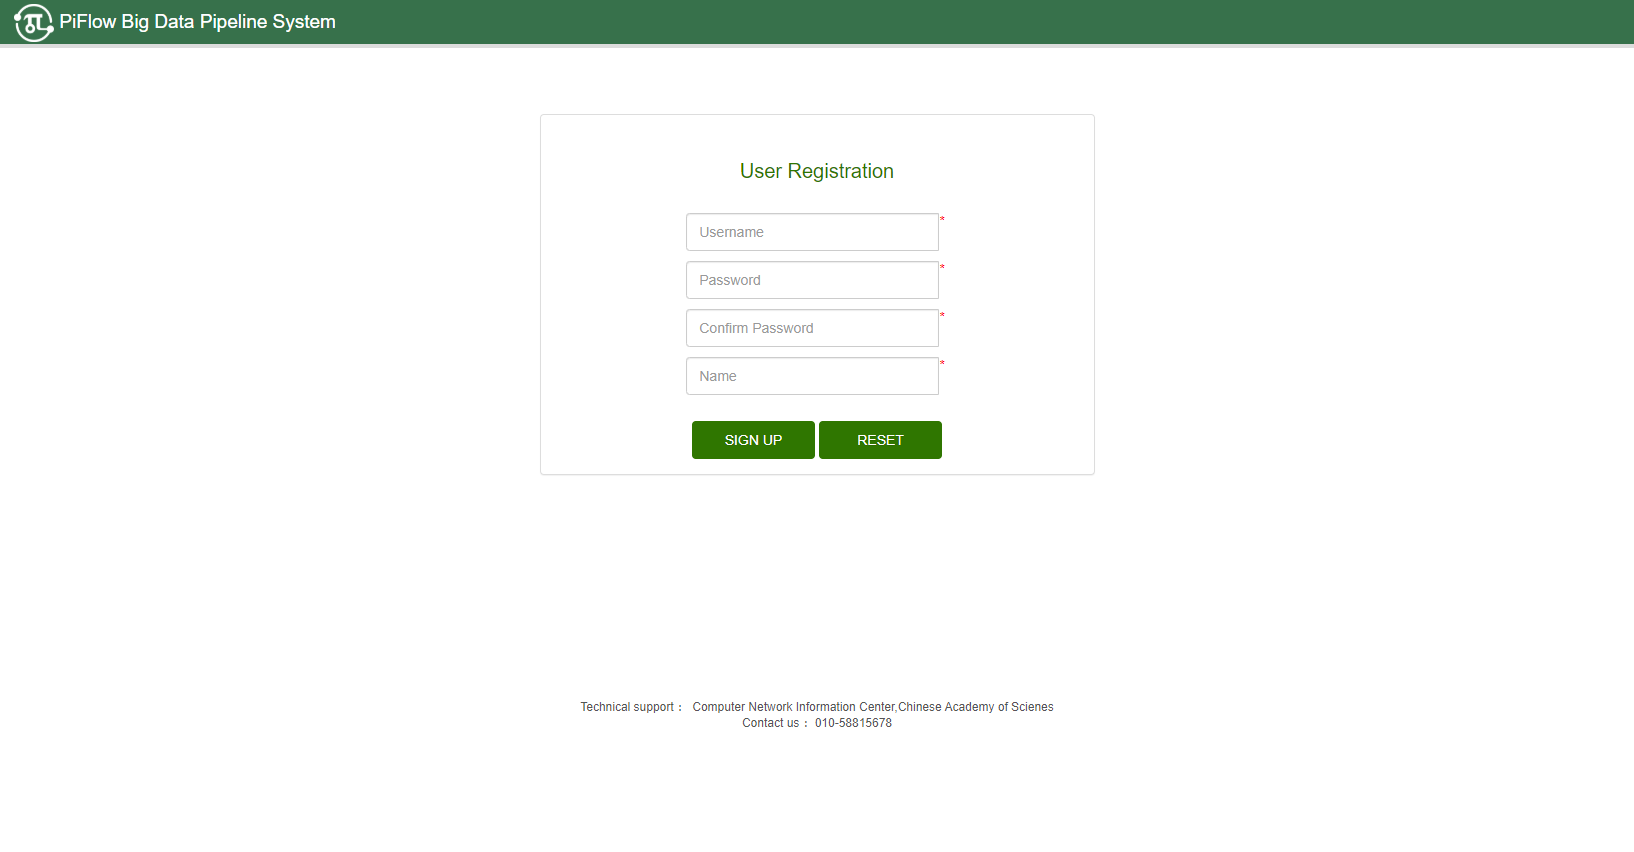 PiFlow Big Data Pipeline System
User Registration
Username *
Password *
Confirm Password *
Name *
SIGN UP RESET
Technical support： Computer Network Information Center,Chinese Academy of Scienes
Contact us：010-58815678